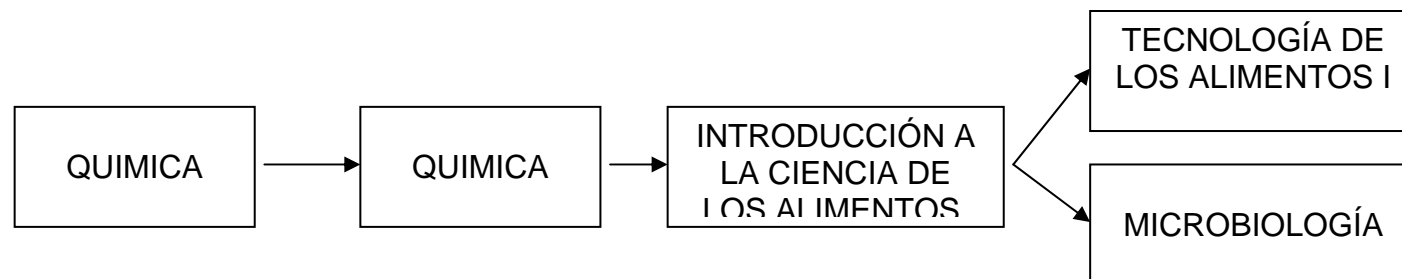 QUIMICA
QUIMICA
INTRODUCCIÓN A
LA CIENCIA DE
LOS ALIMENTOS
TECNOLOGÍA DE
LOS ALIMENTOS I
MICROBIOLOGÍA